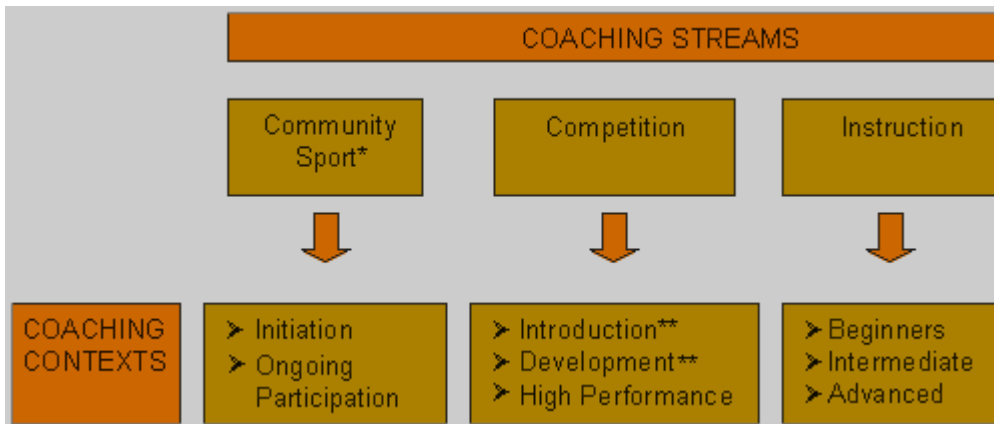 COACHING STREAMS
Community
Sport*
Competition
Instruction
COACHING
CONTEXTS
➤ Initiation
➤ Ongoing
Participation
➤ Introduction**
➤ Development**
➤ High Performance
➤ Beginners
➤ Intermediate
➤ Advanced